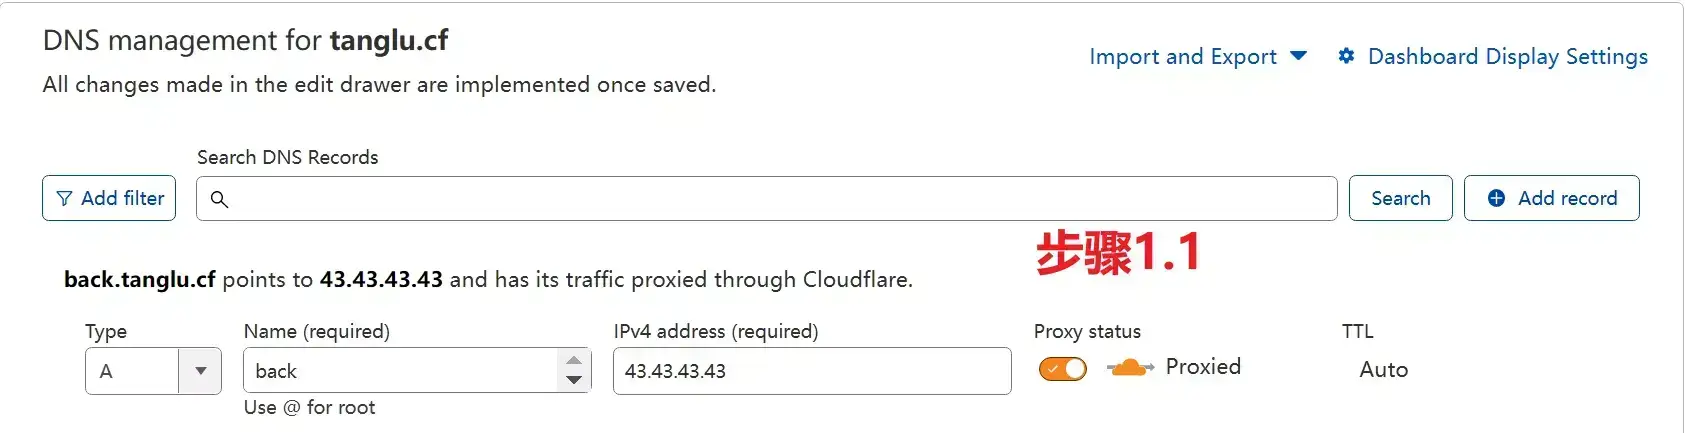 DNS management for tanglu.cf
Import and Export
Dashboard Display Settings
All changes made in the edit drawer are implemented once saved.
Search DNS Records
Add filter
Search
Add record
步骤1.1
back.tanglu.cf points to 43.43.43.43 and has its traffic proxied through Cloudflare.
Type
Name (required)
IPv4 address (required)
Proxy status
TTL
A
back
43.43.43.43
Proxied
Auto
Use @ for root